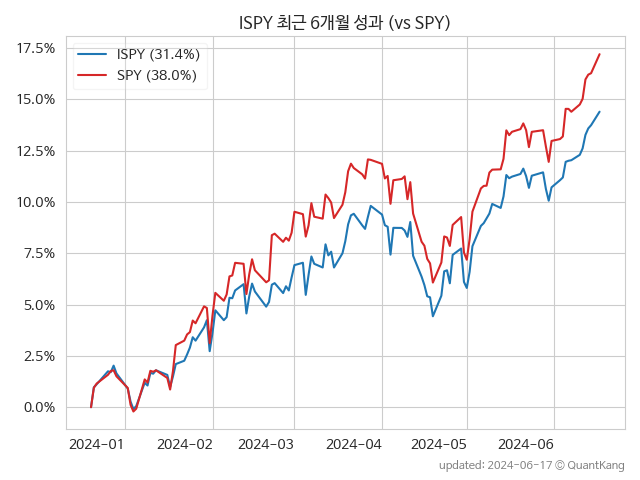 ISPY 최근 6개월 성과 (vs SPY)
ISPY (31.4%)
SPY (38.0%)
17.5%
15.0%
12.5%
10.0%
7.5%
5.0%
2.5%
0.0%
2024-01 2024-02 2024-03 2024-04 2024-05 2024-06
updated: 2024-06-17 © QuantKang